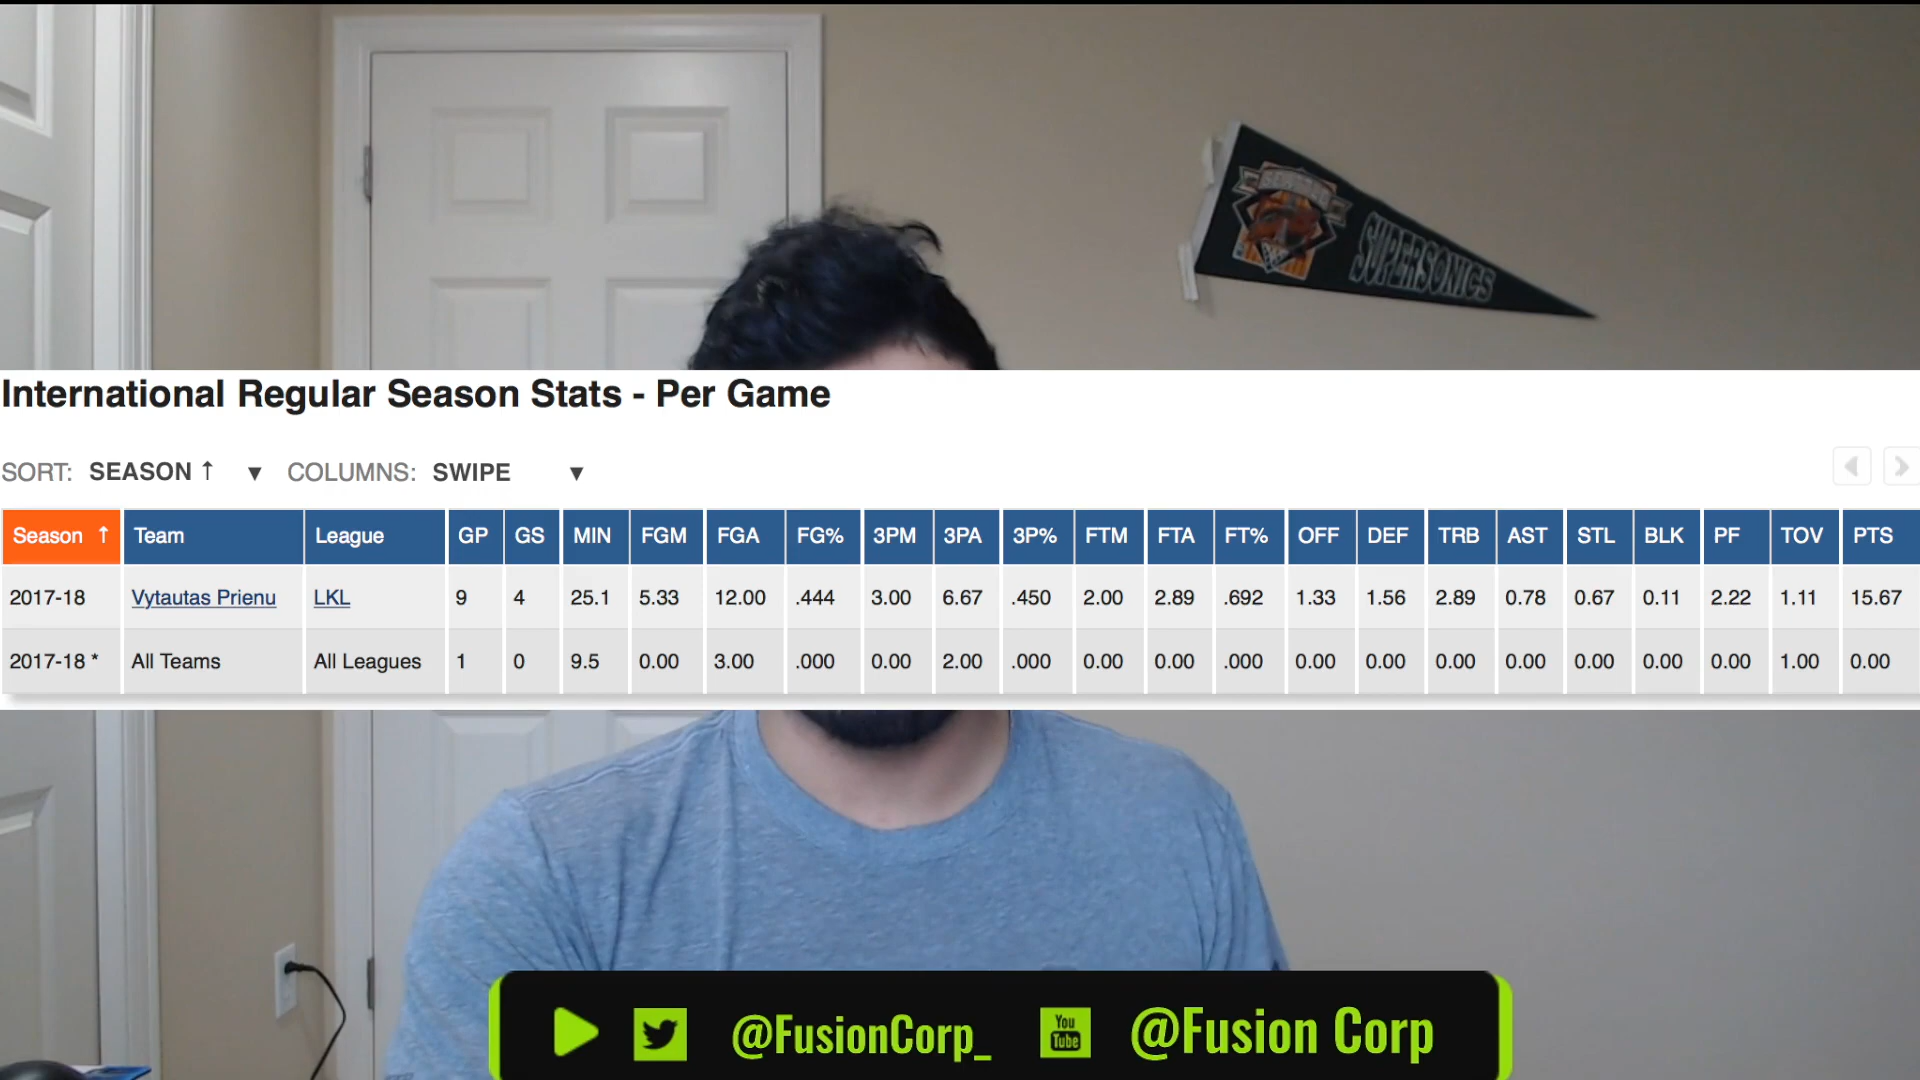 SEATTLE
SUPERSONICS
International Regular Season Stats - Per Game
SORT: SEASON ↑ ▼ COLUMNS: SWIPE ▼
Season ↑ Team League GP GS MIN FGM FGA FG% 3PM 3PA 3P% FTM FTA FT% OFF DEF TRB AST STL BLK PF TOV PTS
2017-18 Vytautas Prienu LKL 9 4 25.1 5.33 12.00 .444 3.00 6.67 .450 2.00 2.89 .692 1.33 1.56 2.89 0.78 0.67 0.11 2.22 1.11 15.67
2017-18 * All Teams All Leagues 1 0 9.5 0.00 3.00 .000 0.00 2.00 .000 0.00 0.00 .000 0.00 0.00 0.00 0.00 0.00 0.00 0.00 1.00 0.00
@FusionCorp_ You Tube @Fusion Corp